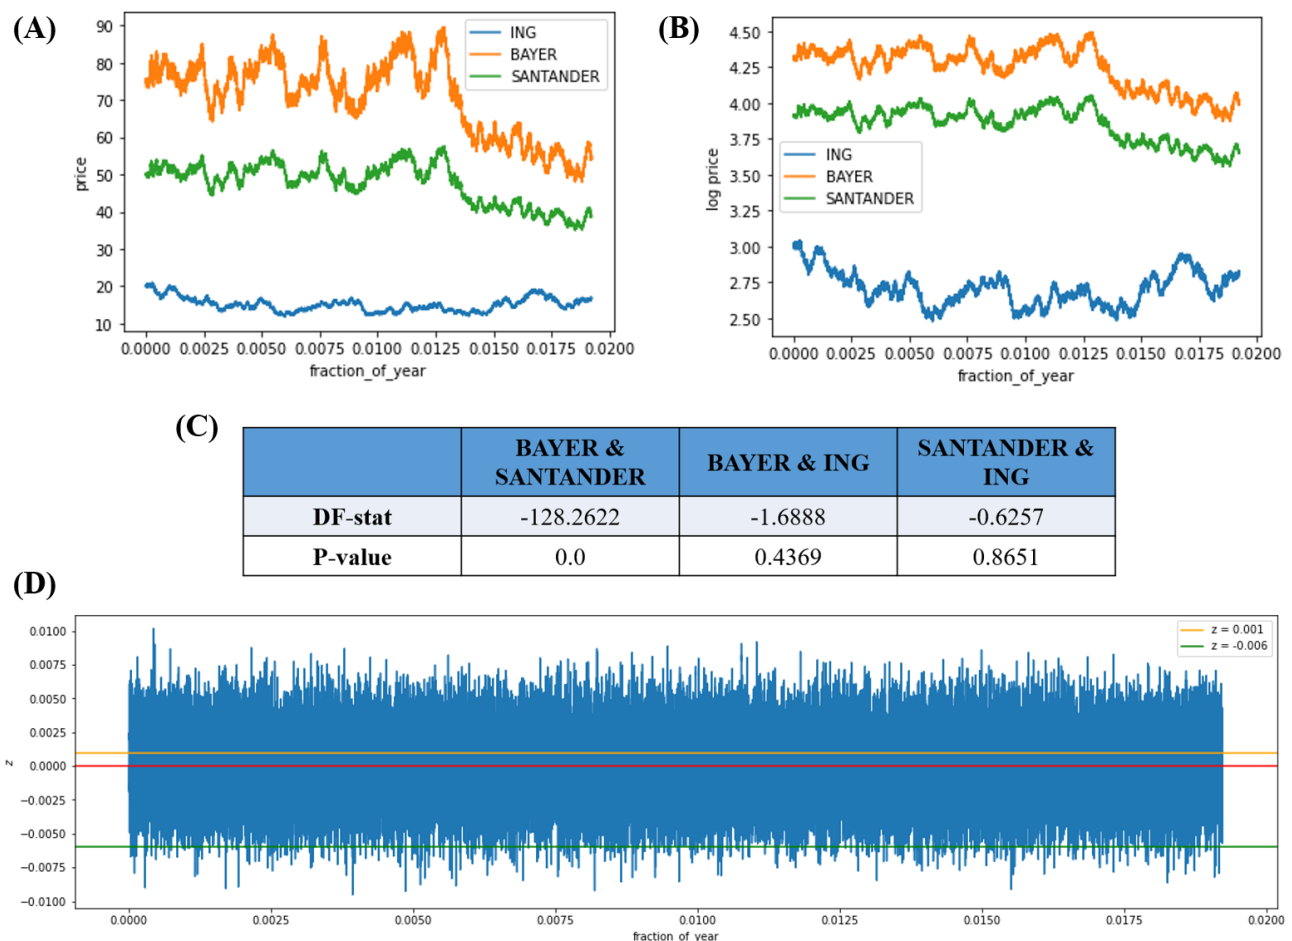 (A)
90
80
70
60
50
40
30
20
10
price
ING
BAYER
SANTANDER
0.0000 0.0025 0.0050 0.0075 0.0100 0.0125 0.0150 0.0175 0.0200
fraction_of_year
(B)
4.50
4.25
4.00
3.75
3.50
3.25
3.00
2.75
2.50
log price
ING
BAYER
SANTANDER
0.0000 0.0025 0.0050 0.0075 0.0100 0.0125 0.0150 0.0175 0.0200
fraction_of_year
(C)
BAYER & SANTANDER BAYER & ING SANTANDER & ING
DF-stat -128.2622 -1.6888 -0.6257
P-value 0.0 0.4369 0.8651
(D)
0.0100
0.0075
0.0050
0.0025
0.0000
−0.0025
−0.0050
−0.0075
−0.0100
z
z = 0.001
z = -0.006
0.0000 0.0025 0.0050 0.0075 0.0100 0.0125 0.0150 0.0175 0.0200
fraction_of_year